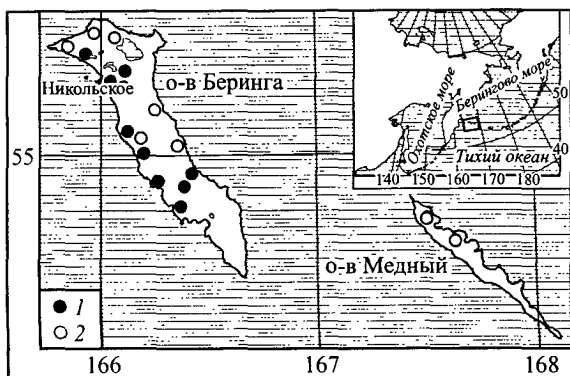 о-в Беринга
Никольское
55
о-в Медный
1
2
166
167
168
Охотское море
Берингово море
Тихий океан
50
40
140
150
160
170
180